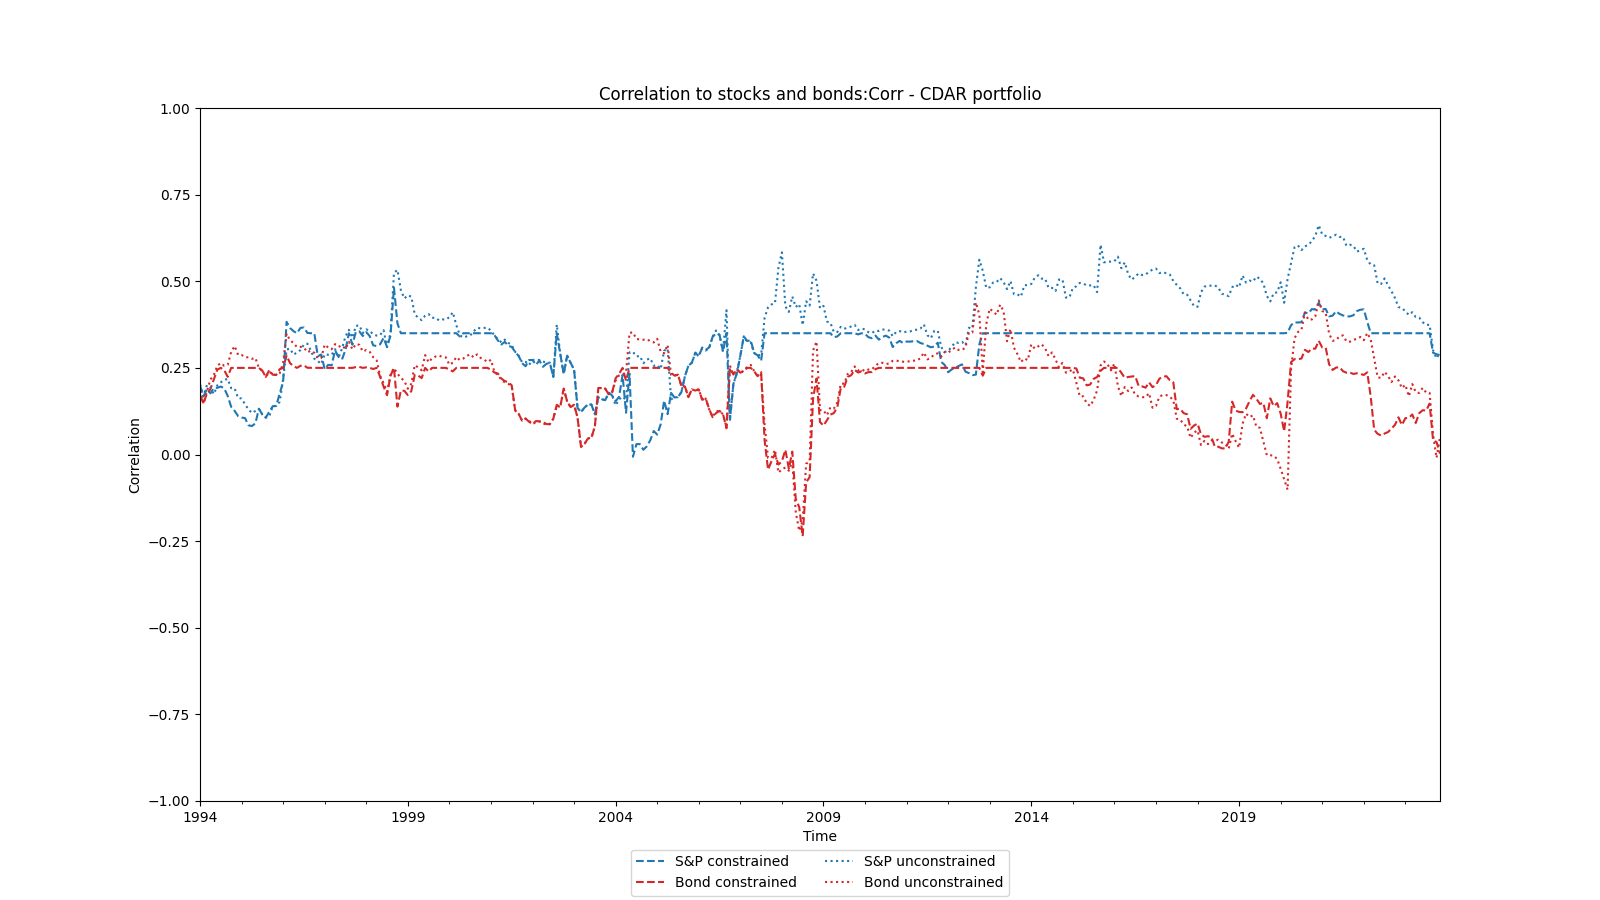 Correlation to stocks and bonds:Corr - CDAR portfolio
1.00
0.75
0.50
0.25
0.00
−0.25
−0.50
−0.75
−1.00
Correlation
1994 1999 2004 2009 2014 2019
Time
S&P constrained S&P unconstrained
Bond constrained Bond unconstrained